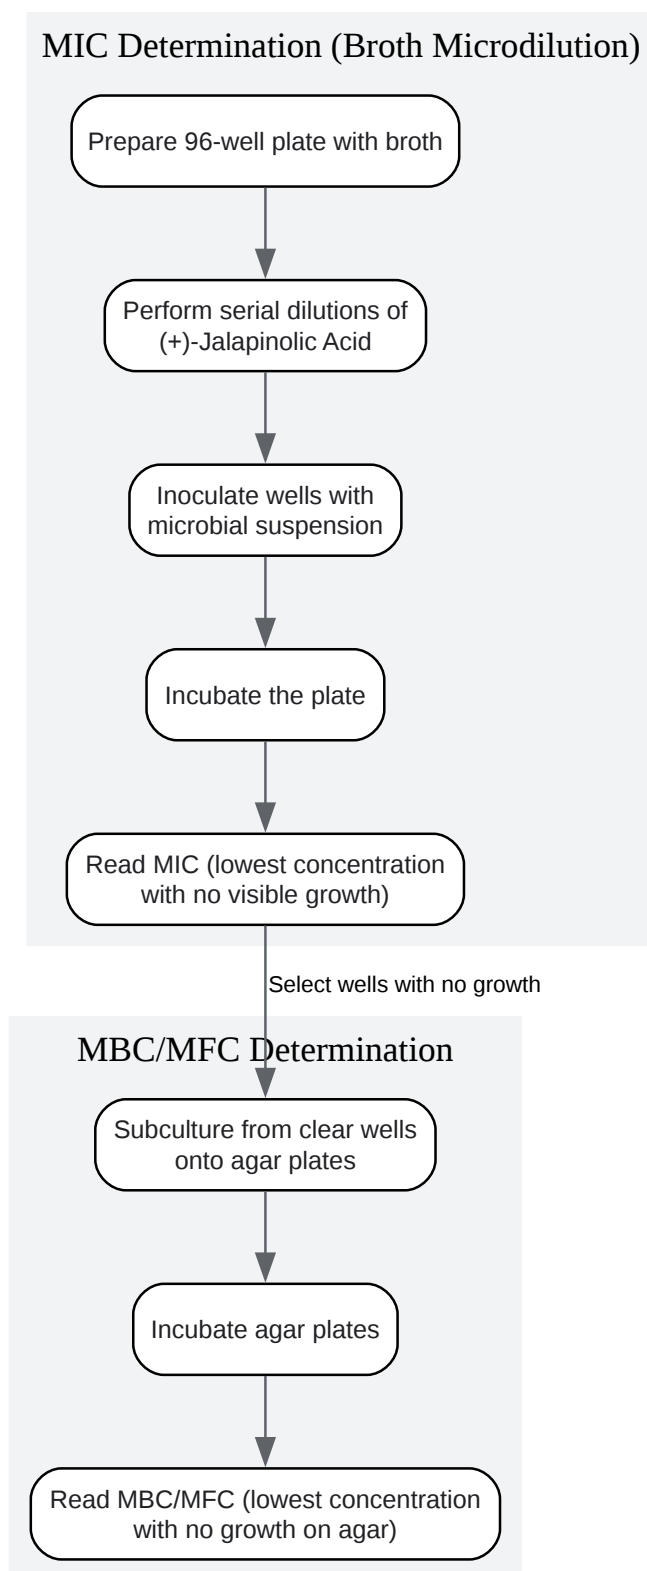 MIC Determination (Broth Microdilution)
Prepare 96-well plate with broth
Perform serial dilutions of
(+)-Jalapinolic Acid
Inoculate wells with
microbial suspension
Incubate the plate
Read MIC (lowest concentration
with no visible growth)
Select wells with no growth
MBC/MFC Determination
Subculture from clear wells
onto agar plates
Incubate agar plates
Read MBC/MFC (lowest concentration
with no growth on agar)